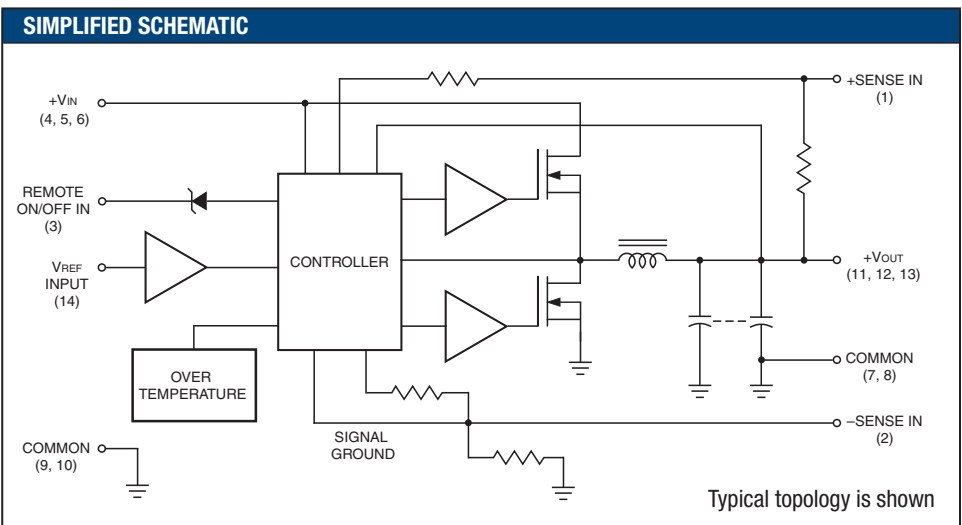 SIMPLIFIED SCHEMATIC
+VIN
(4, 5, 6)
REMOTE
ON/OFF IN
(3)
VREF
INPUT
(14)
CONTROLLER
OVER
TEMPERATURE
COMMON
(9, 10)
SIGNAL
GROUND
+SENSE IN
(1)
+VOUT
(11, 12, 13)
COMMON
(7, 8)
–SENSE IN
(2)
Typical topology is shown